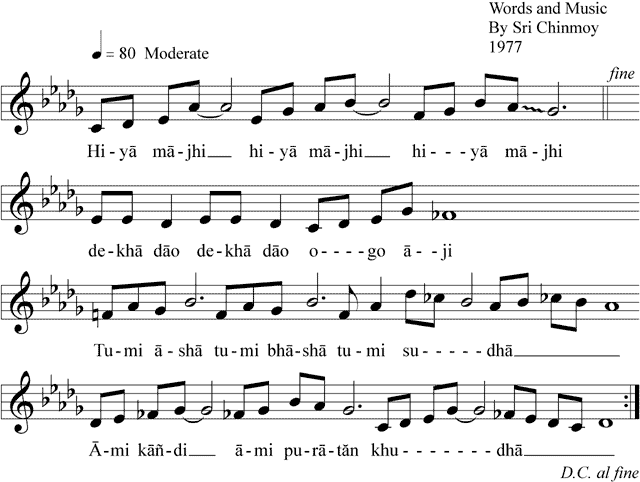 Words and Music
By Sri Chinmoy
1977
= 80 Moderate
fine
Hi-yā mā-jhi hi-yā mā-jhi hi---yā mā-jhi
de-khā dāo de-khā dāo o----go ā-ji
Tu-mi ā-shā tu-mi bhā-shā tu-mi su------dhā
Ā-mi kāñ-di ā-mi pu-rā-tăn khu-------dhā
D.C. al fine